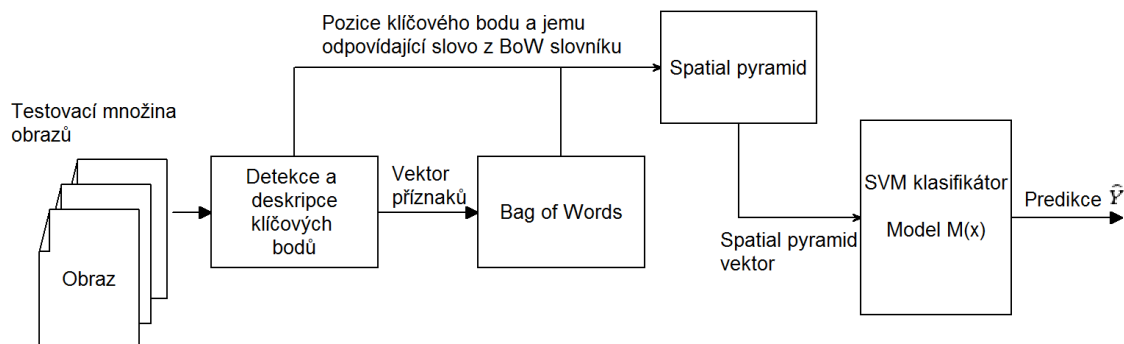 Pozice klíčového bodu a jemu
odpovídající slovo z BoW slovníku
Spatial pyramid
Testovací množina
obrazů
Obraz
Detekce a
deskripce
klíčových
bodů
Vektor
příznaků
Bag of Words
Spatial pyramid
vektor
SVM klasifikátor
Model M(x)
Predikce Ŷ